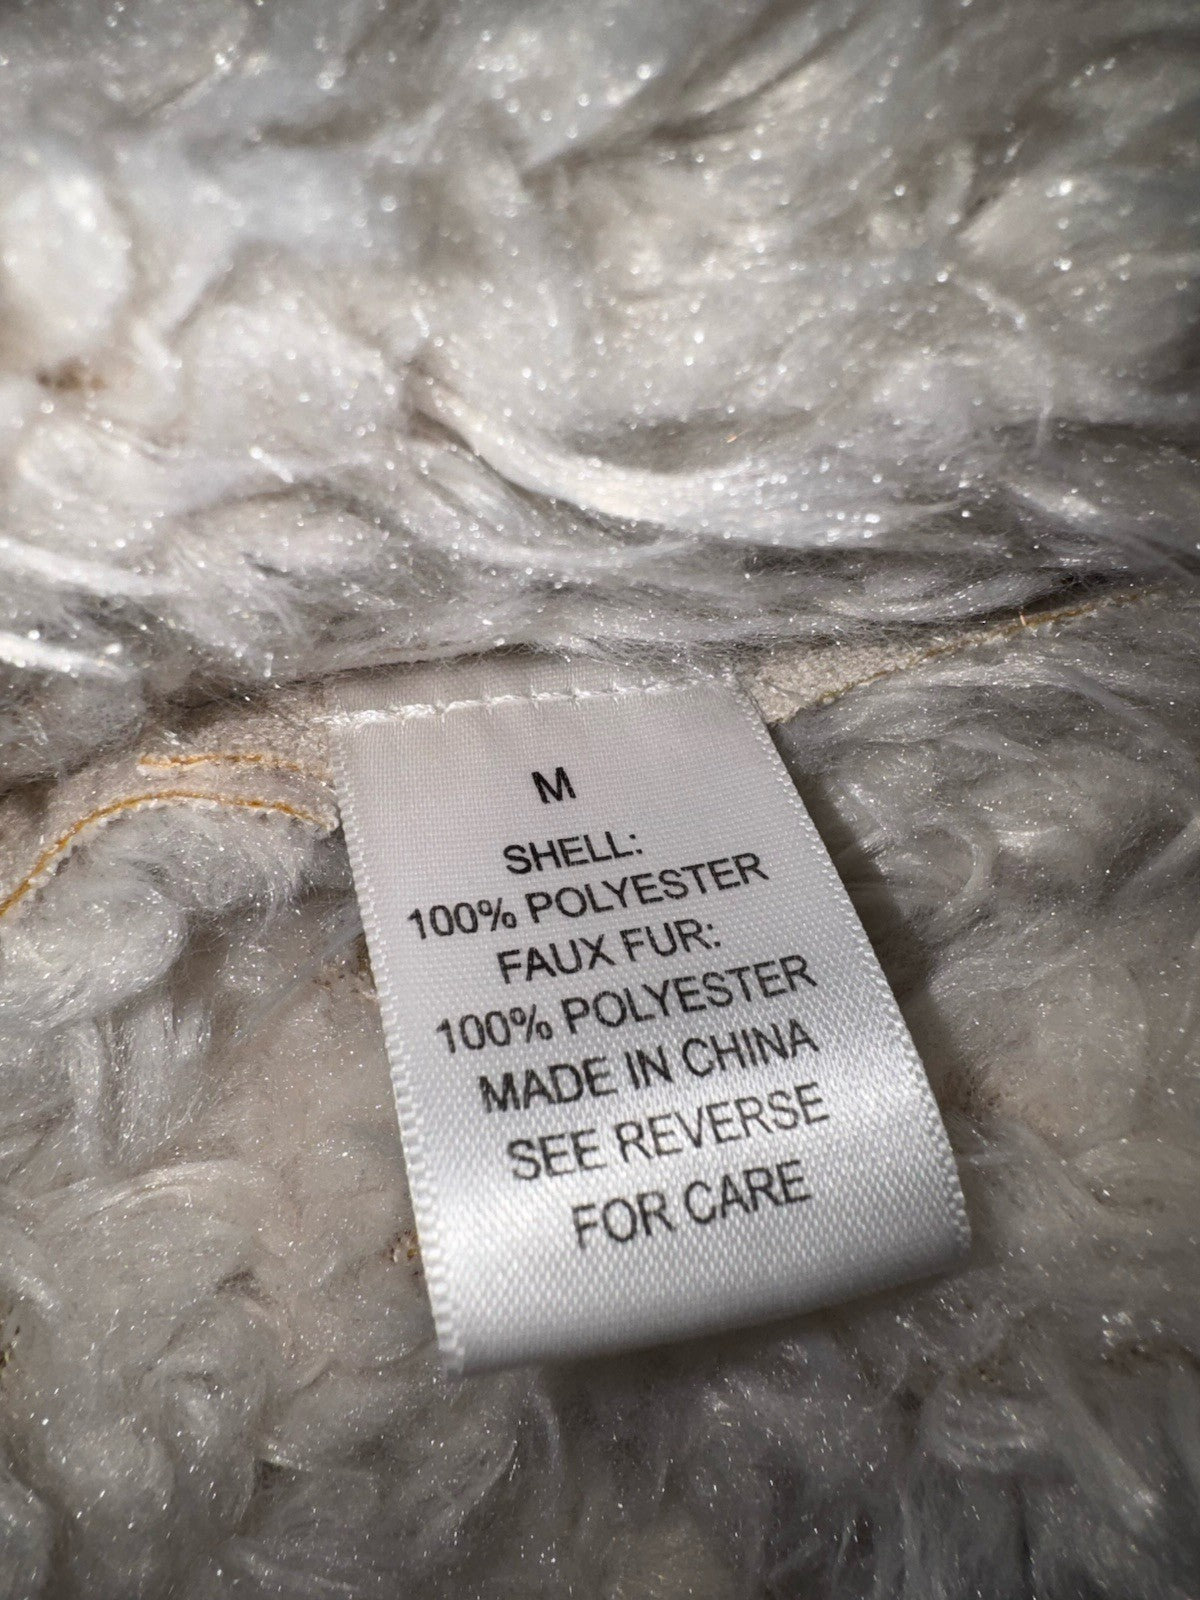 M
SHELL:
100% POLYESTER
FAUX FUR:
100% POLYESTER
MADE IN CHINA
SEE REVERSE
FOR CARE